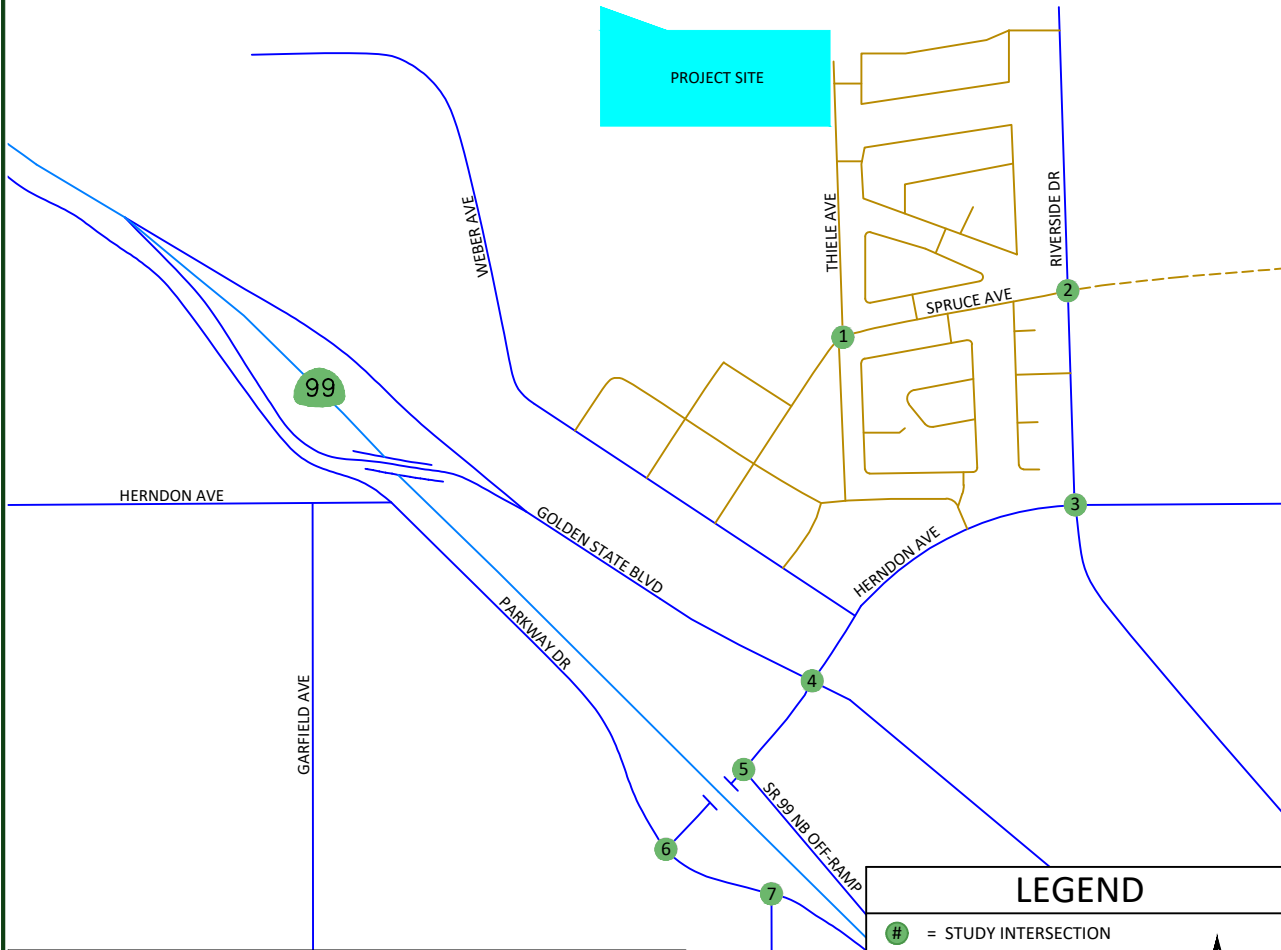 PROJECT SITE
WEBER AVE
THIELE AVE
RIVERSIDE DR
SPRUCE AVE
2
1
99
HERNDON AVE
3
GOLDEN STATE BLVD
HERNDON AVE
PARKWAY DR
GARFIELD AVE
4
5
SR 99 NB OFF-RAMP
6
7
LEGEND
# = STUDY INTERSECTION